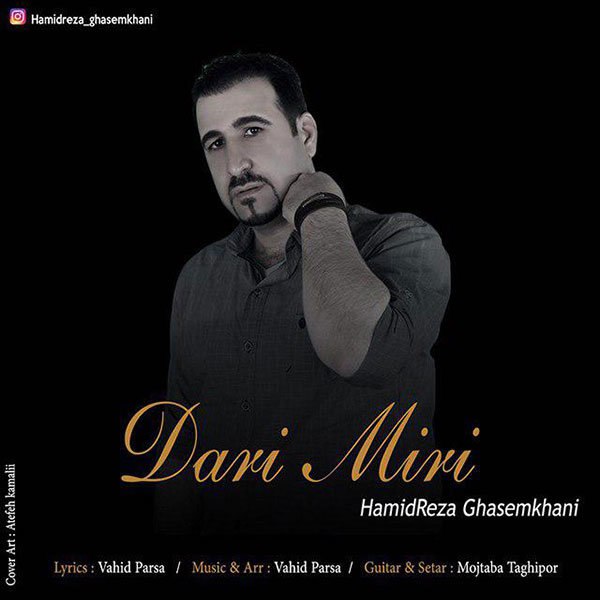 Hamidreza_ghasemkhani
Dari Miri
HamidReza Ghasemkhani
Lyrics : Vahid Parsa / Music & Arr : Vahid Parsa / Guitar & Setar : Mojtaba Taghipor
Cover Art : Atefeh kamalii